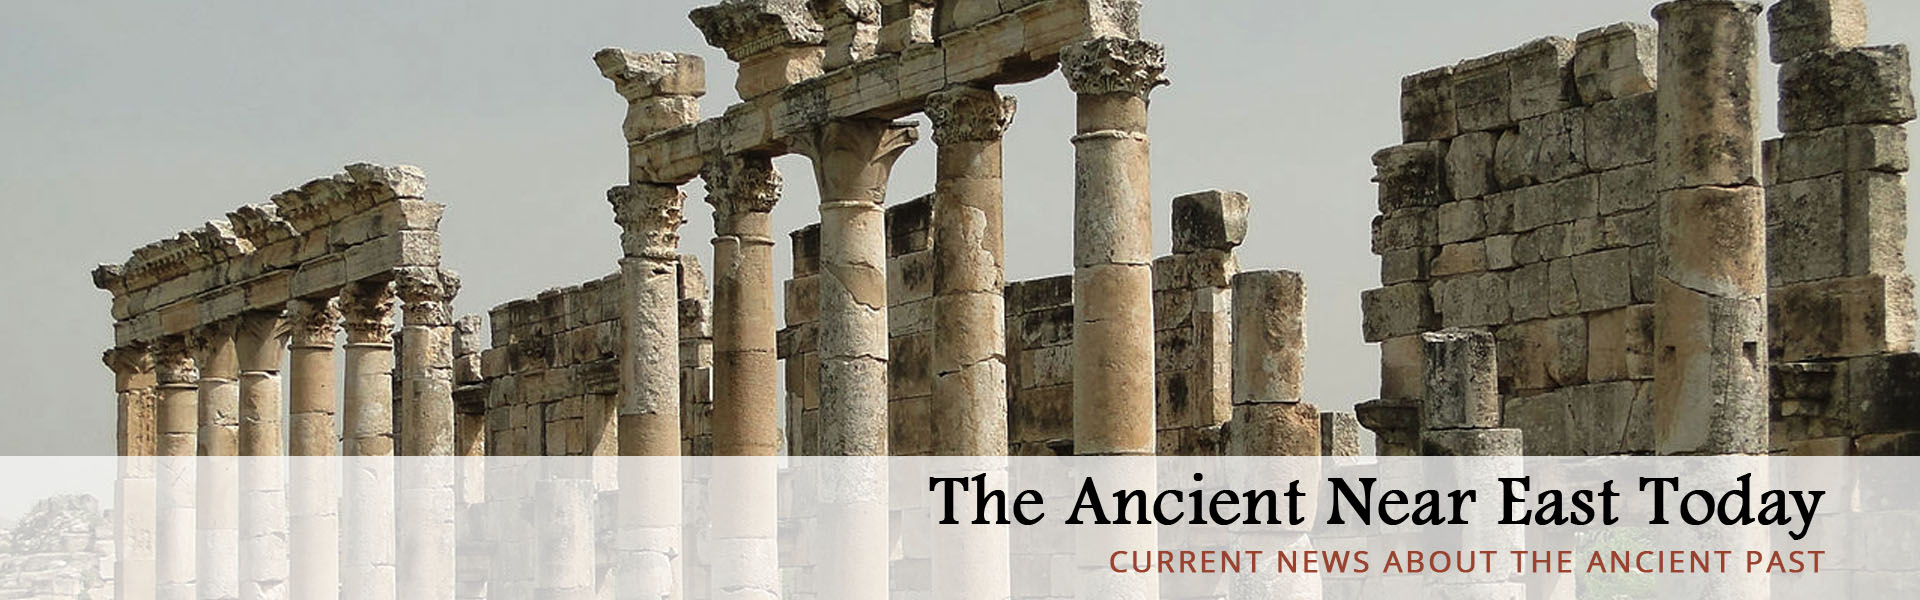 The Ancient Near East Today
CURRENT NEWS ABOUT THE ANCIENT PAST